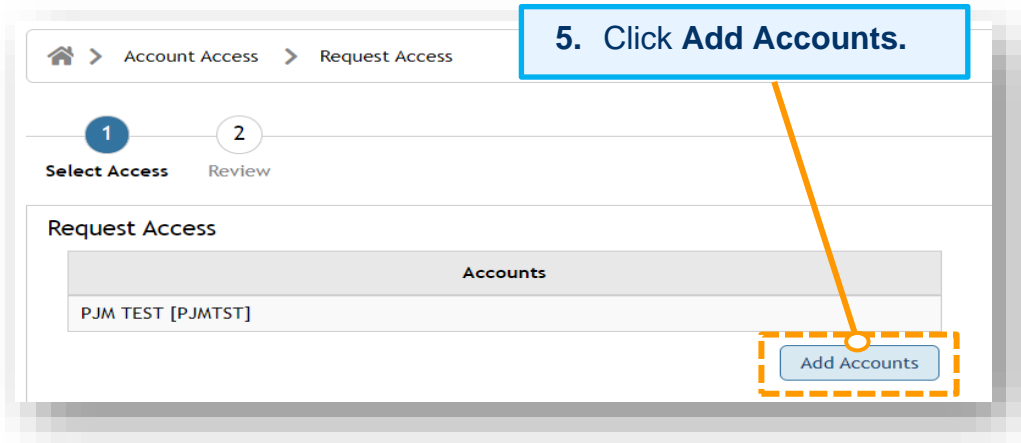 5. Click Add Accounts.
Account Access > Request Access
1 2
Select Access Review
Request Access
Accounts
PJM TEST [PJMTST]
Add Accounts